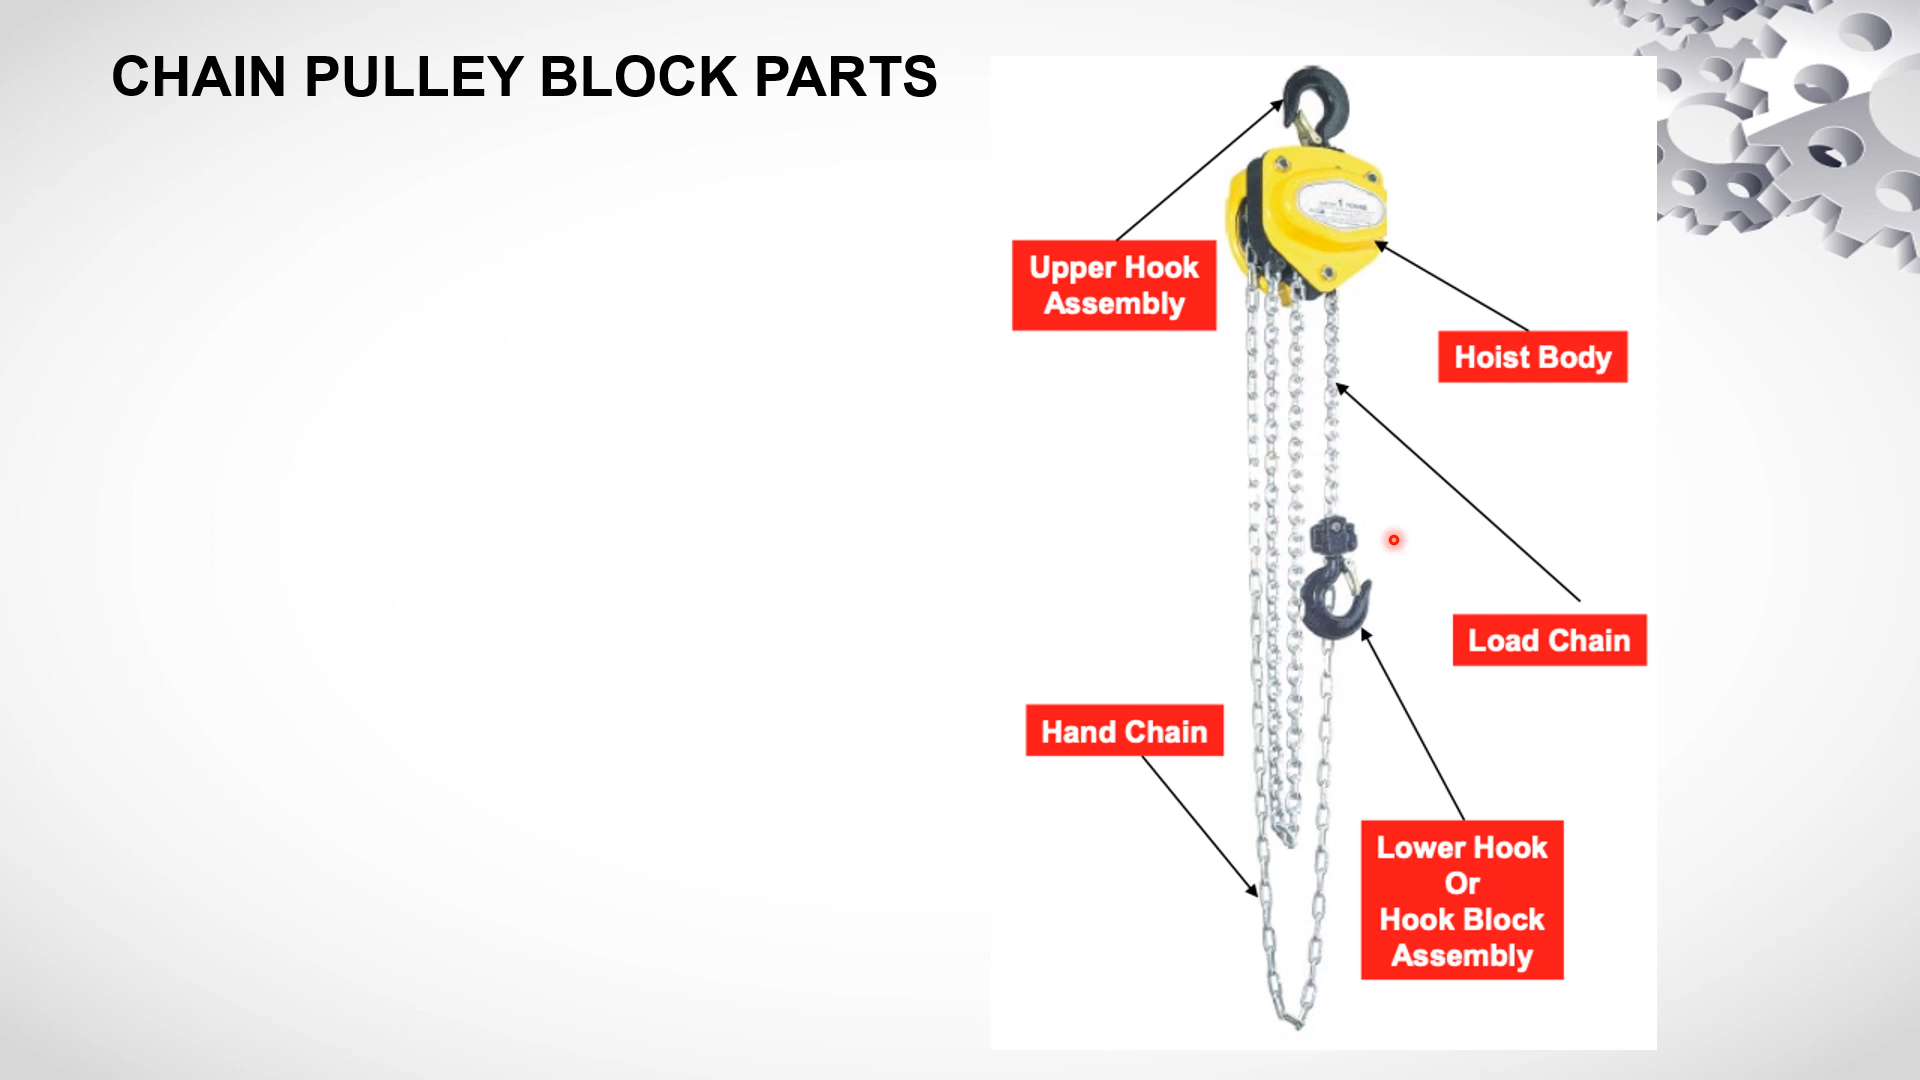 CHAIN PULLEY BLOCK PARTS
Upper Hook
Assembly
Hoist Body
Load Chain
Hand Chain
Lower Hook
Or
Hook Block
Assembly